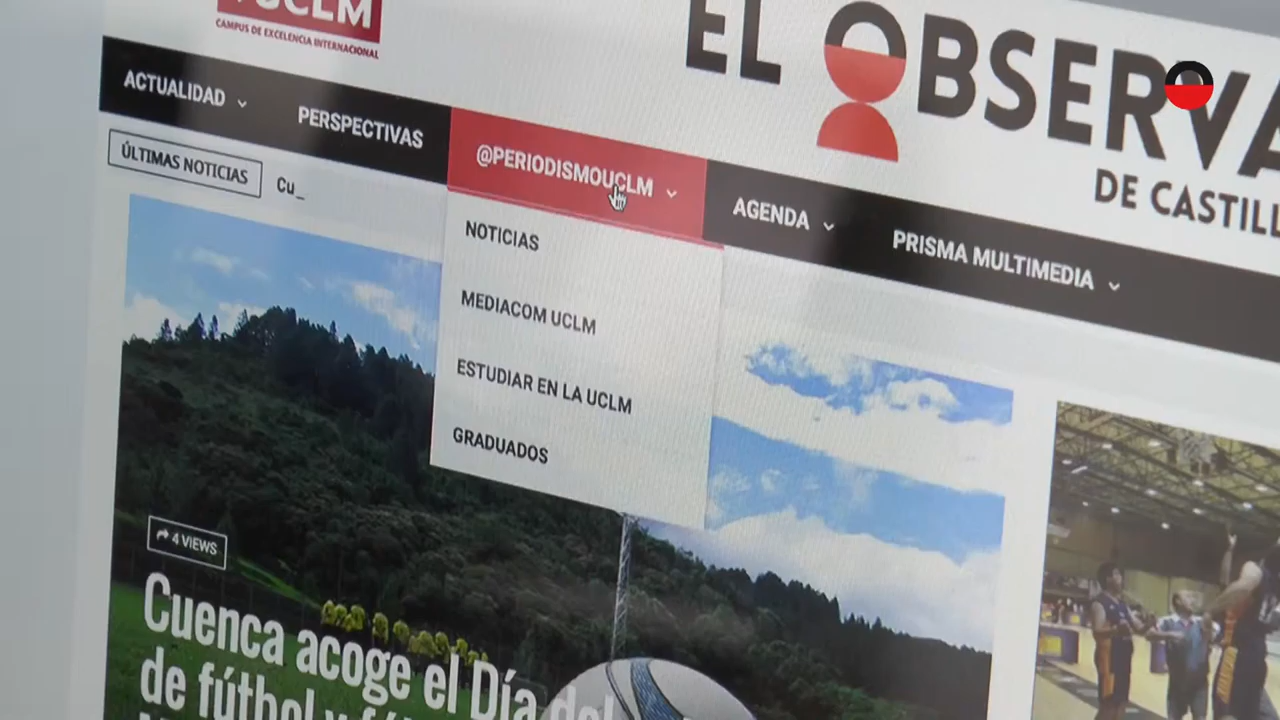 UCLM
CAMPUS DE EXCELENCIA INTERNACIONAL
EL OBSERVA
DE CASTILL
ACTUALIDAD
PERSPECTIVAS
@PERIODISMOUCLM
AGENDA
PRISMA MULTIMEDIA
ÚLTIMAS NOTICIAS
Cu_
NOTICIAS
MEDIACOM UCLM
ESTUDIAR EN LA UCLM
GRADUADOS
4 VIEWS
Cuenca acoge el Día del
de fútbol y